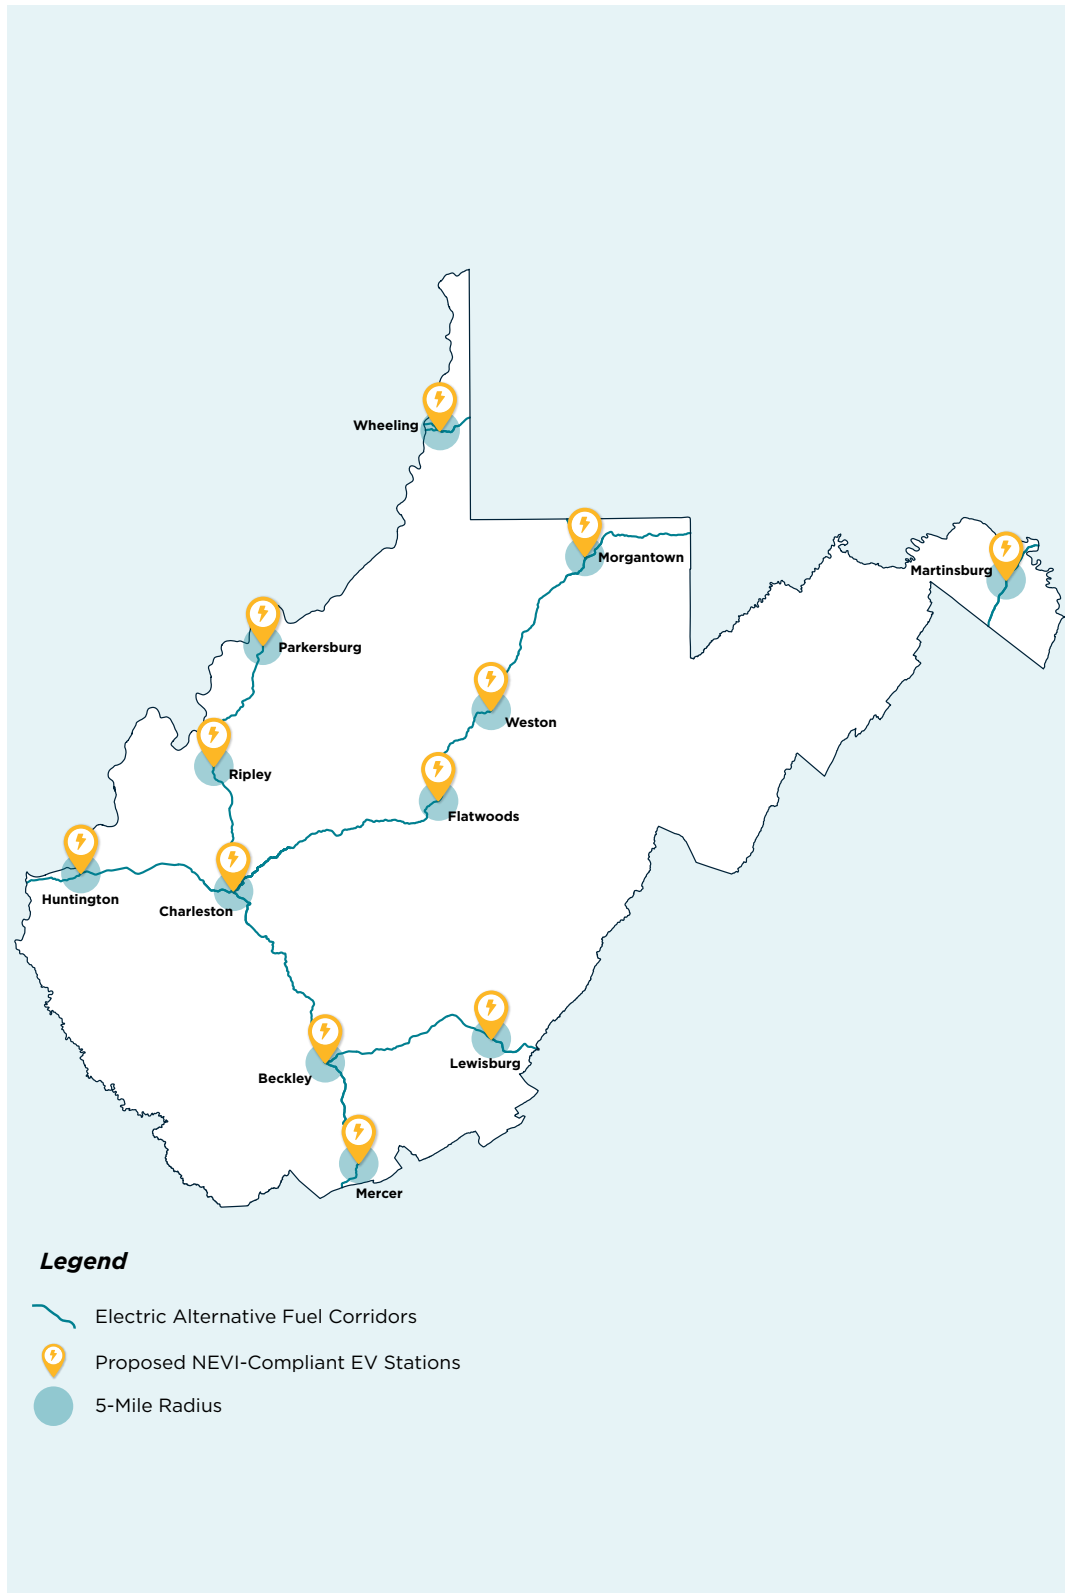 Wheeling
Morgantown
Martinsburg
Parkersburg
Weston
Ripley
Flatwoods
Huntington
Charleston
Lewisburg
Beckley
Mercer
Legend
Electric Alternative Fuel Corridors
Proposed NEVI-Compliant EV Stations
5-Mile Radius